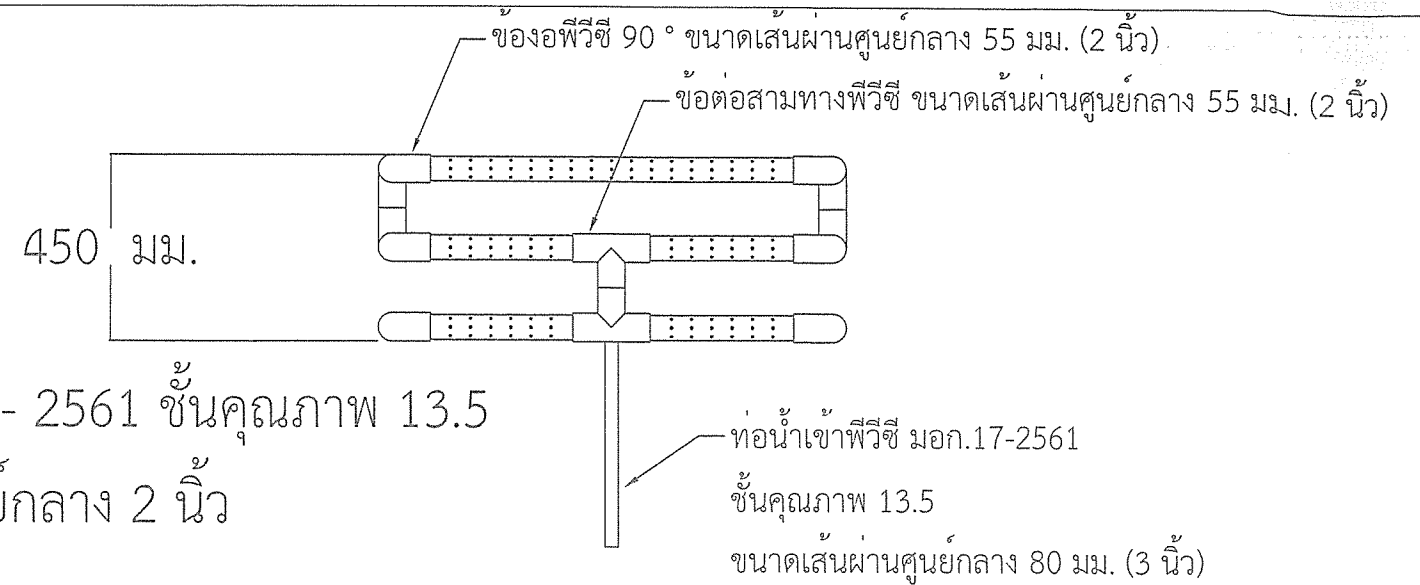 ข้องอพีวีซี 90 ° ขนาดเส้นผ่านศูนย์กลาง 55 มม. (2 นิ้ว)
ข้อต่อสามทางพีวีซี ขนาดเส้นผ่านศูนย์กลาง 55 มม. (2 นิ้ว)
450 มม.
- 2561 ชั้นคุณภาพ 13.5
ย์กลาง 2 นิ้ว
ท่อน้ำเข้าพีวีซี มอก.17-2561
ชั้นคุณภาพ 13.5
ขนาดเส้นผ่านศูนย์กลาง 80 มม. (3 นิ้ว)